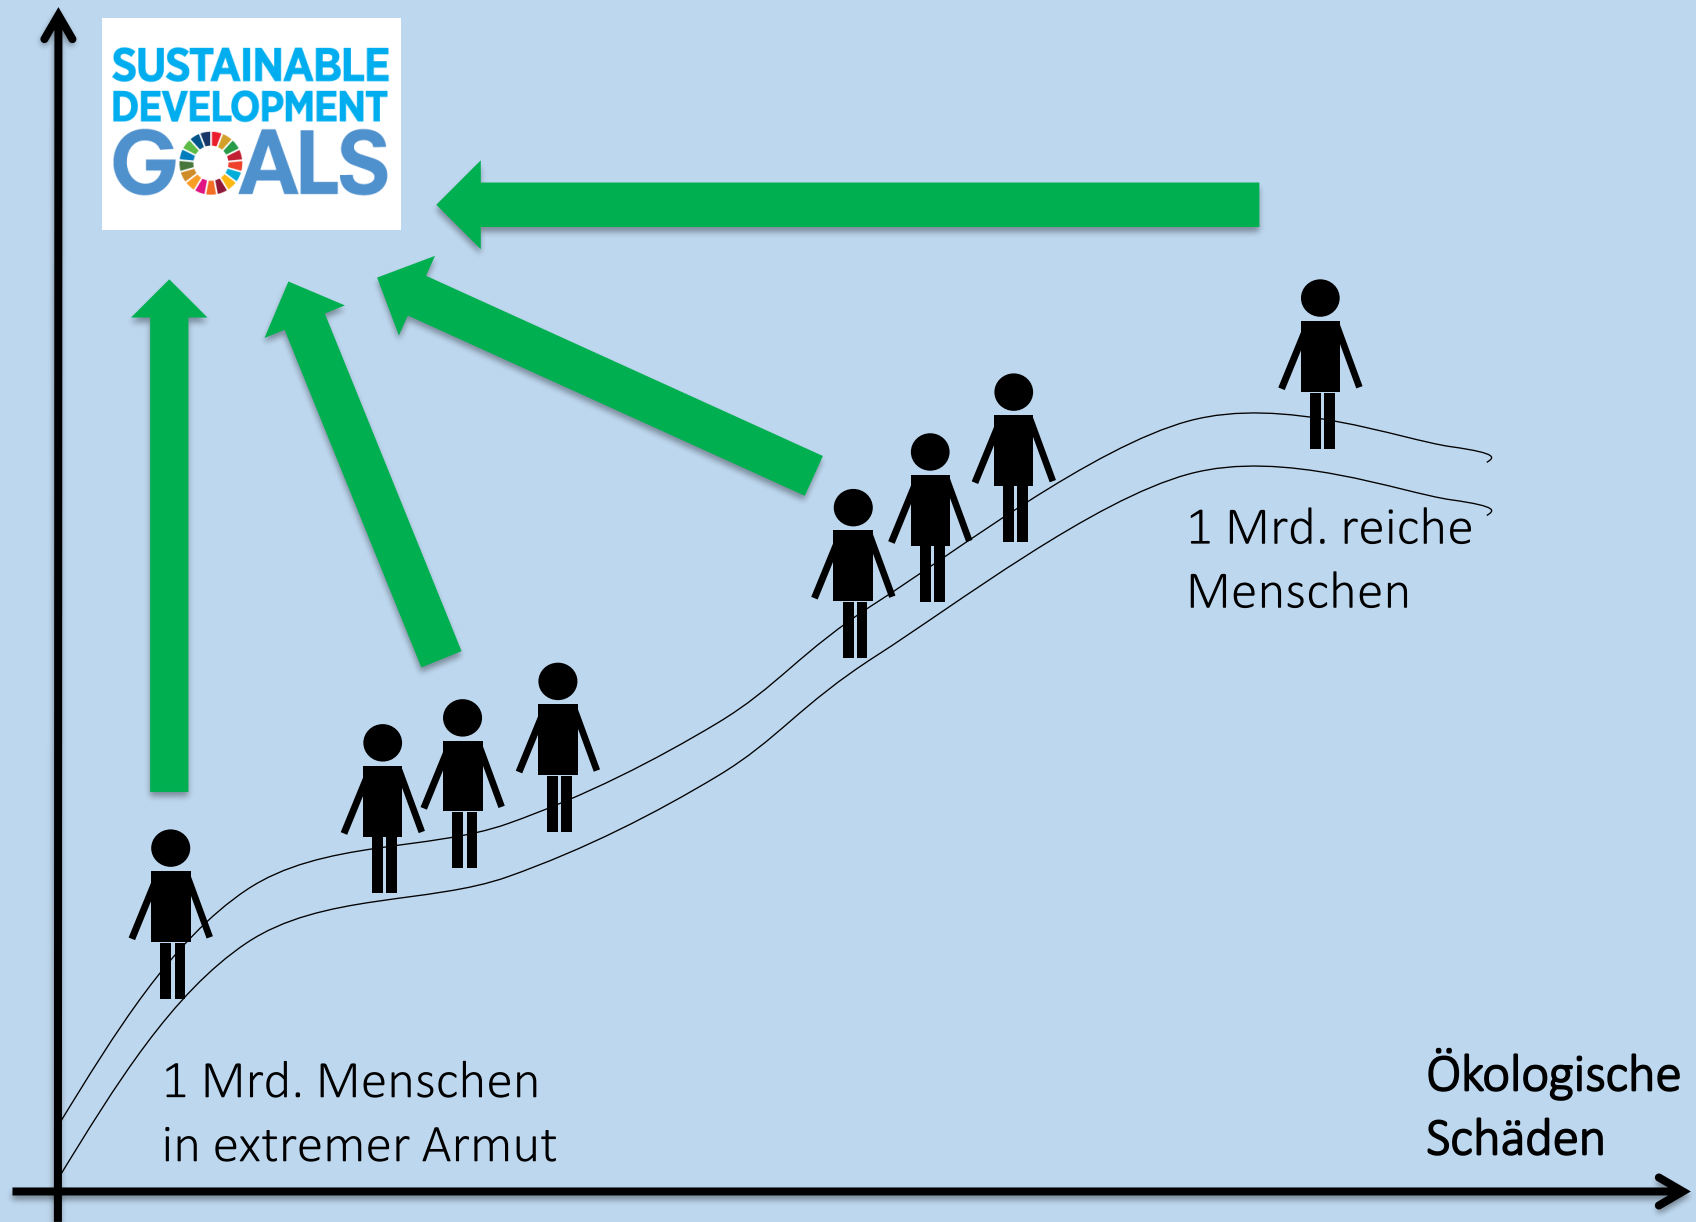 SUSTAINABLE
DEVELOPMENT
GOALS
1 Mrd. reiche
Menschen
1 Mrd. Menschen
in extremer Armut
Ökologische
Schäden